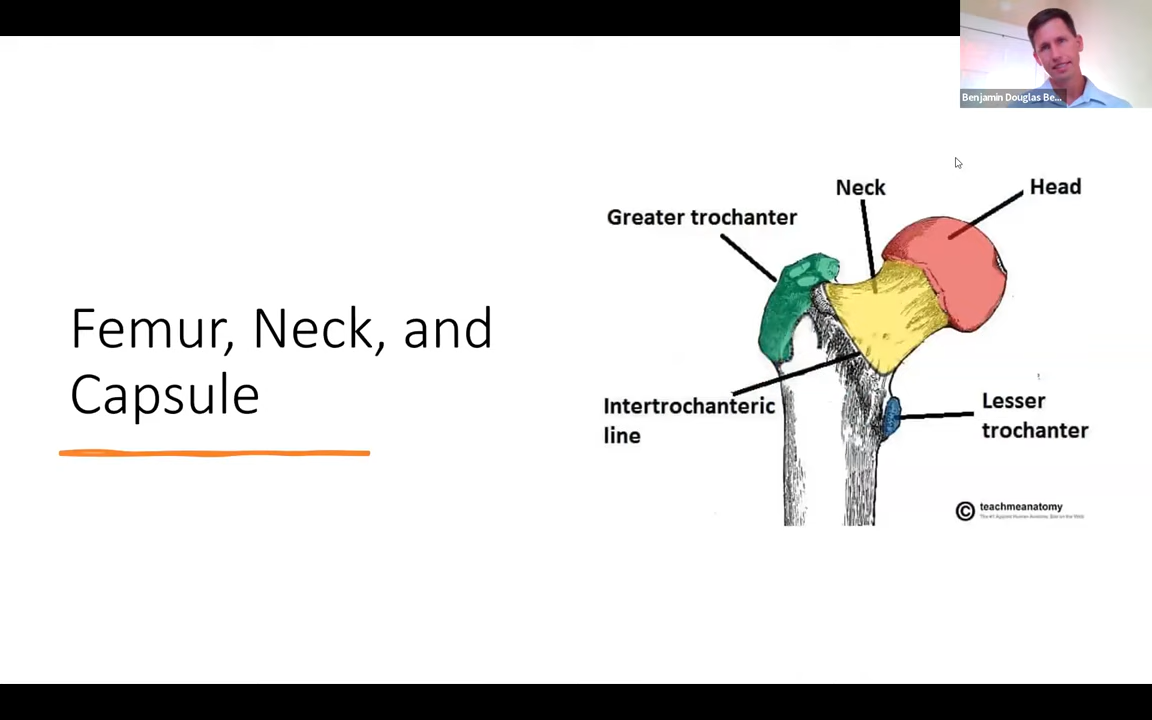 Benjamin Douglas Be...
Neck
Head
Greater trochanter
Femur, Neck, and
Capsule
Intertrochanteric
line
Lesser
trochanter
© teachmeanatomy